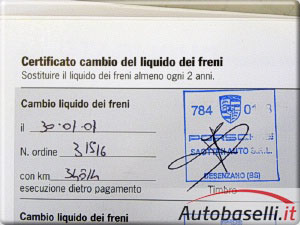 Certificato cambio del liquido dei freni
Sostituire il liquido dei freni almeno ogni 2 anni.
Cambio liquido dei freni
il 30.01.01
N. ordine 31516
con km
esecuzione dietro pagamento
784
PORSCHE
S.R.L.
DESENZANO (BS)
Timbro
Cambio liquido dei freni
Autobaselli.it